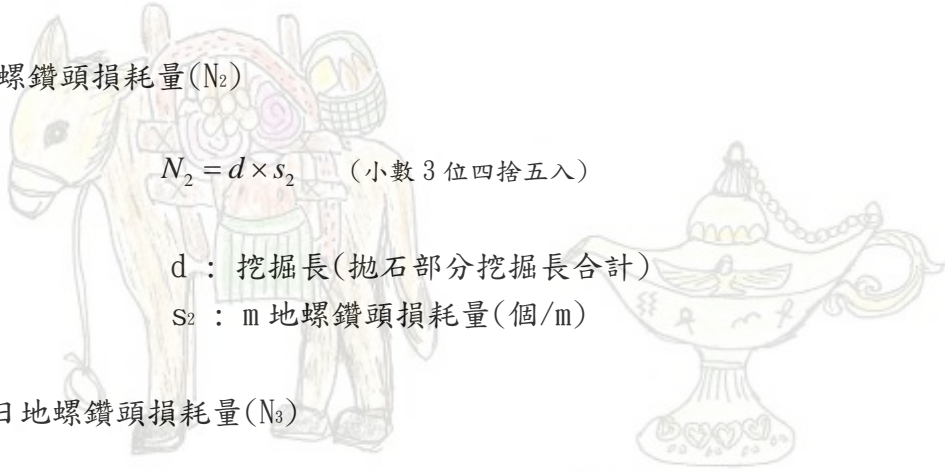 螺鑽頭損耗量(N₂)
N₂ = d × s₂ （小數 3 位四捨五入）
d : 挖掘長(拋石部分挖掘長合計)
s₂ : m 地螺鑽頭損耗量(個/m)
日地螺鑽頭損耗量(N₃)